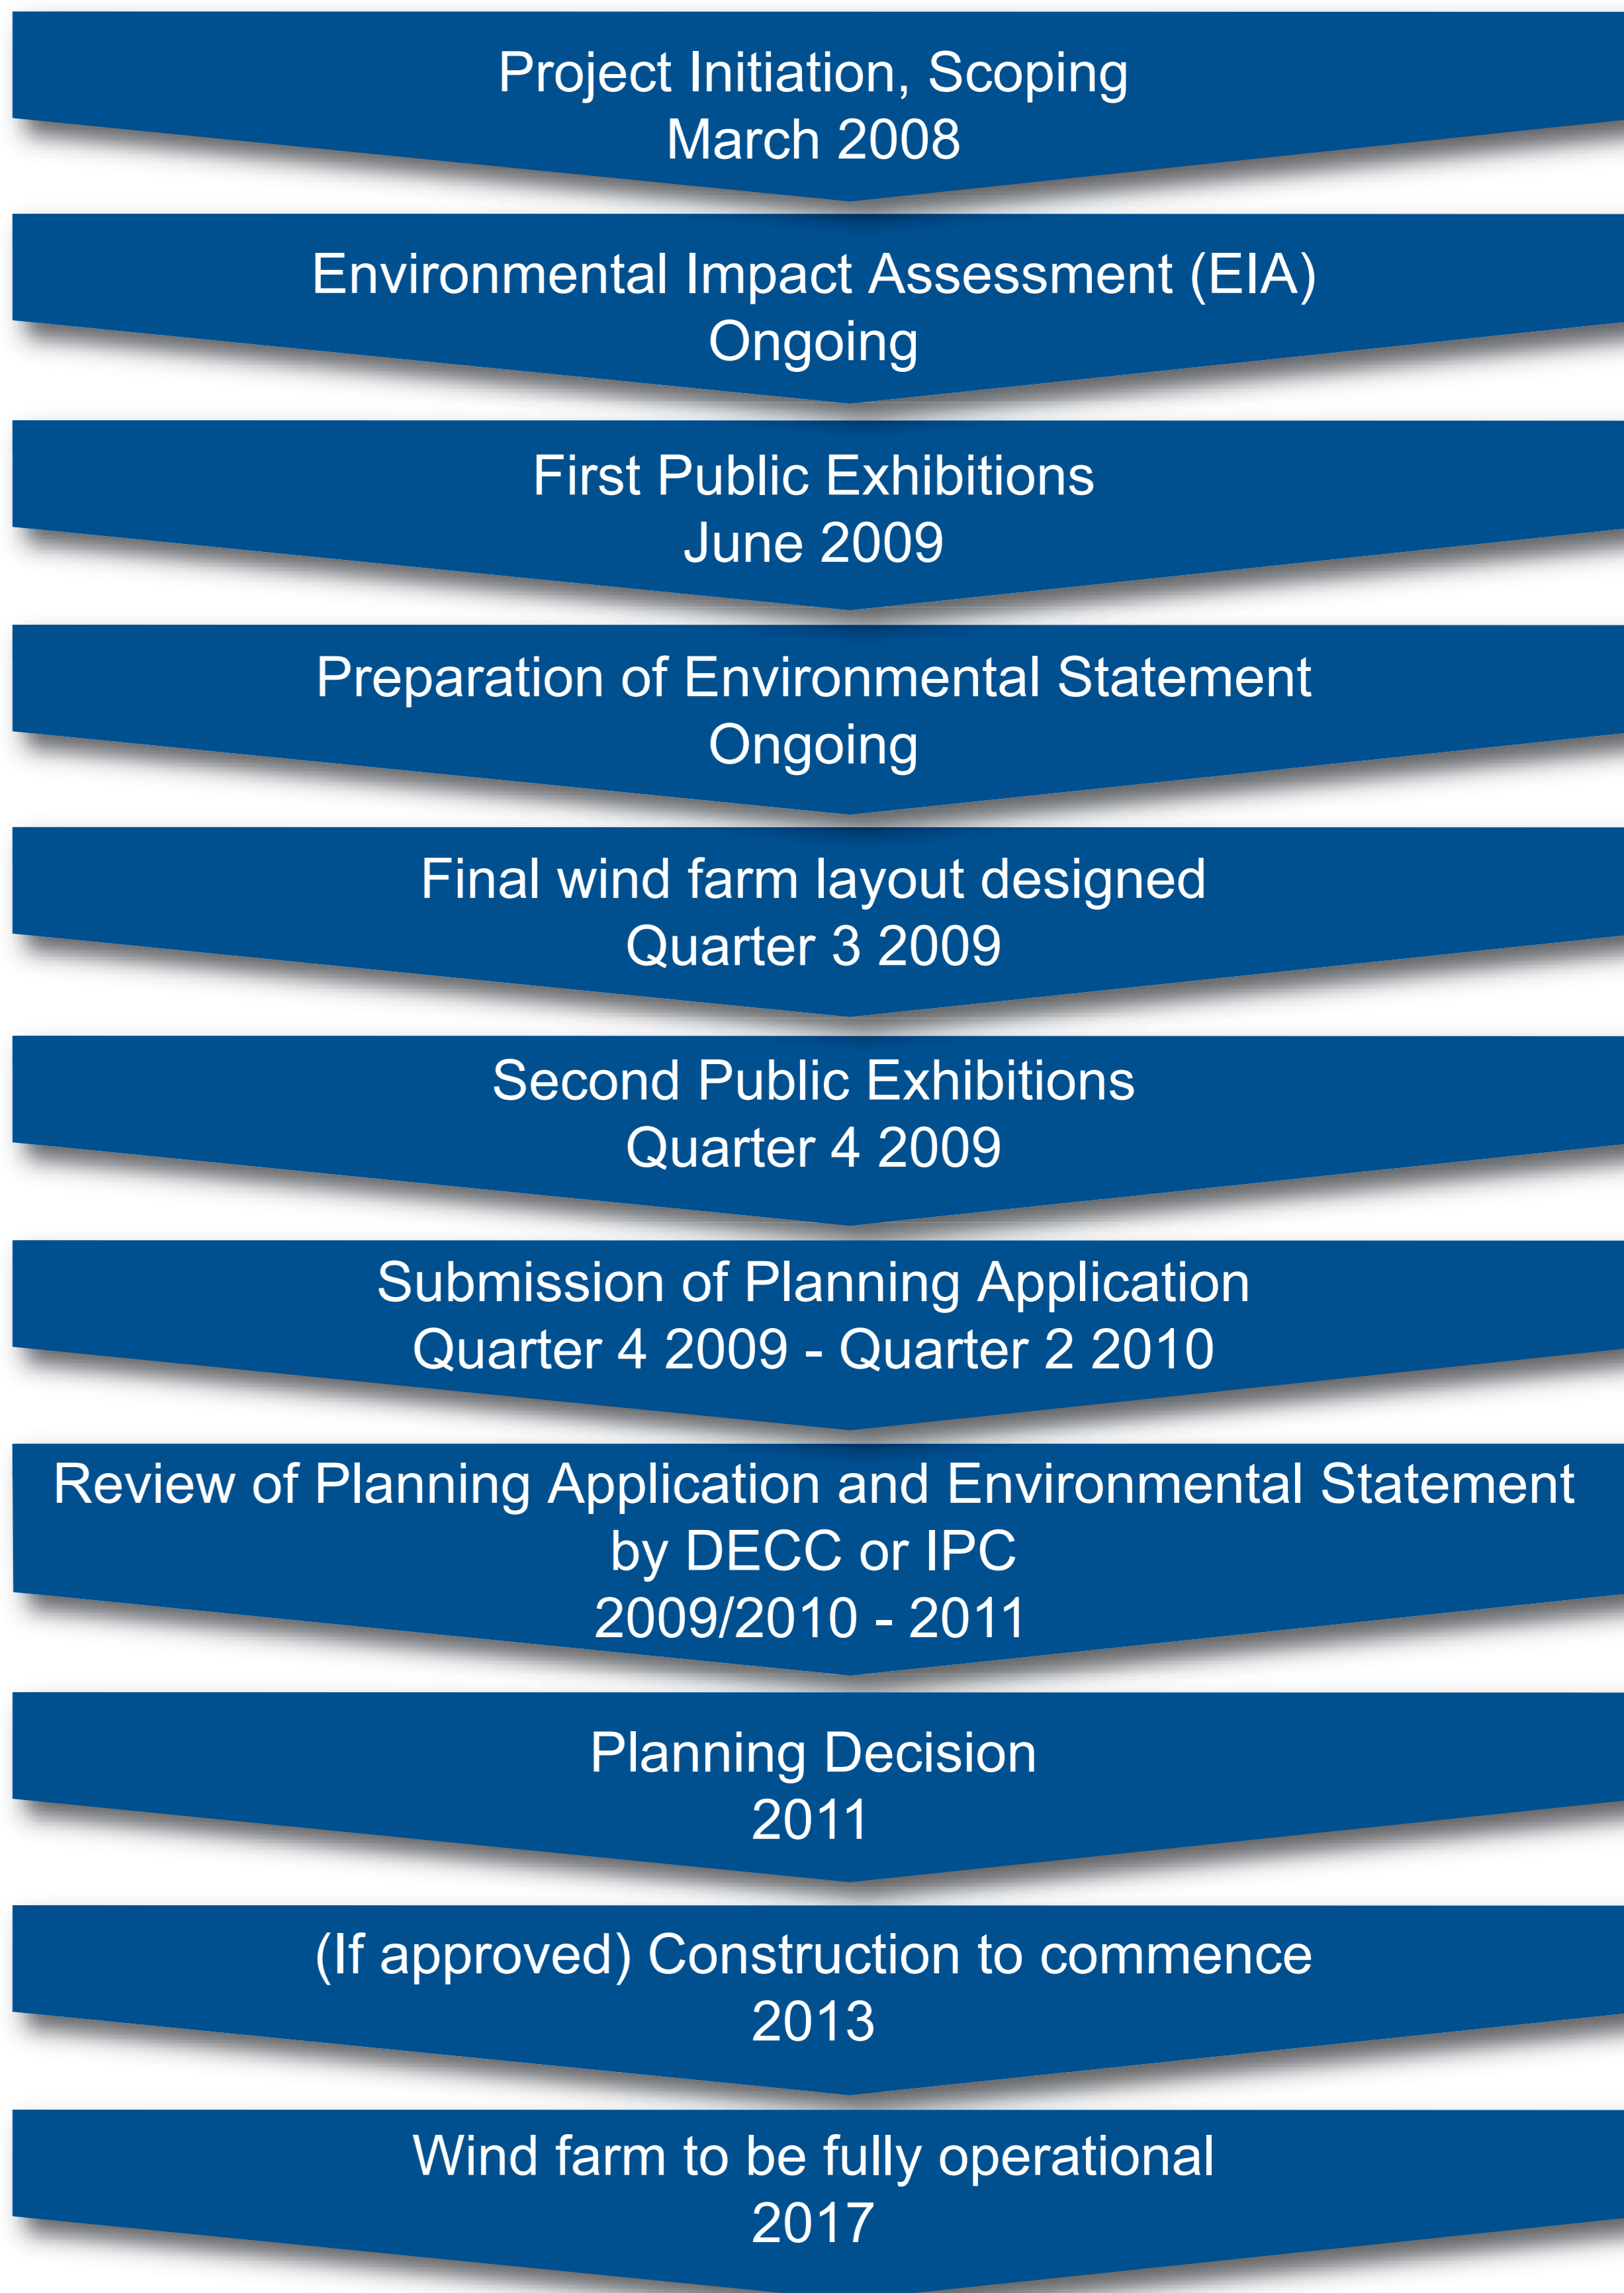 Project Initiation, Scoping
March 2008
Environmental Impact Assessment (EIA)
Ongoing
First Public Exhibitions
June 2009
Preparation of Environmental Statement
Ongoing
Final wind farm layout designed
Quarter 3 2009
Second Public Exhibitions
Quarter 4 2009
Submission of Planning Application
Quarter 4 2009 - Quarter 2 2010
Review of Planning Application and Environmental Statement
by DECC or IPC
2009/2010 - 2011
Planning Decision
2011
(If approved) Construction to commence
2013
Wind farm to be fully operational
2017